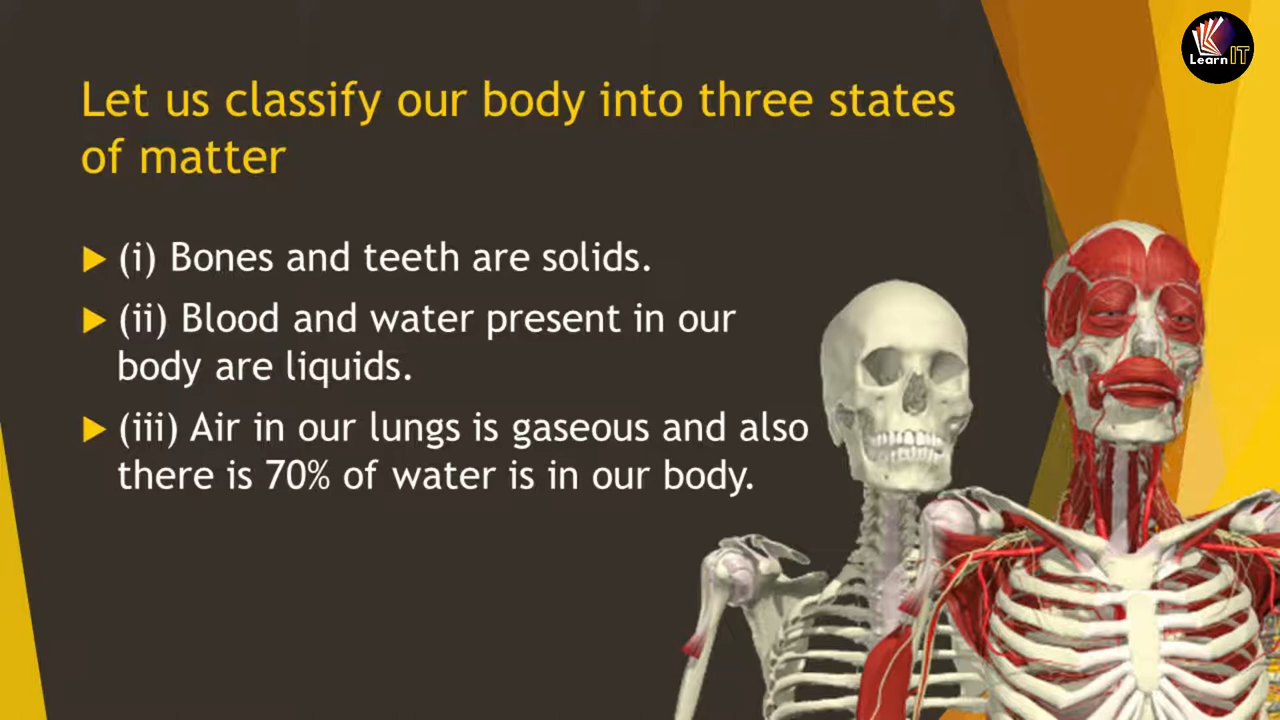 Learn IT
Let us classify our body into three states
of matter
(i) Bones and teeth are solids.
(ii) Blood and water present in our
body are liquids.
(iii) Air in our lungs is gaseous and also
there is 70% of water is in our body.